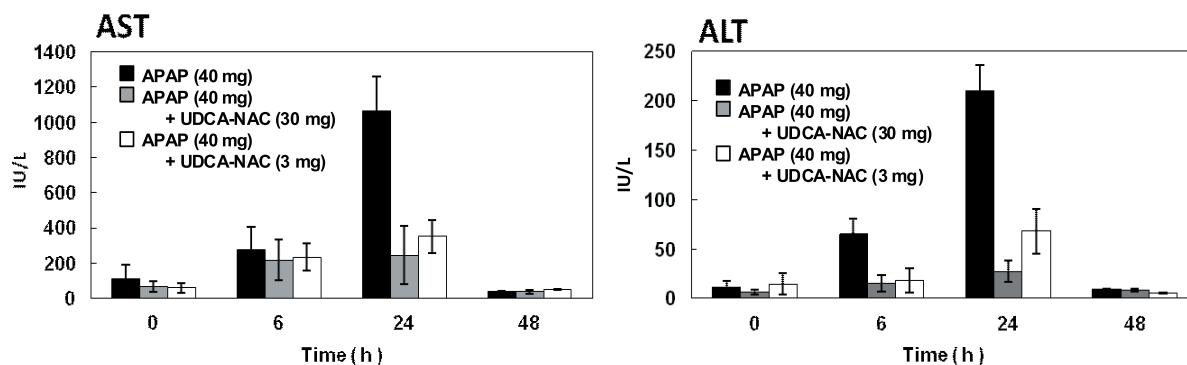 AST
1400
1200
1000
800
600
400
200
0
IU/L
APAP (40 mg)
APAP (40 mg)
+ UDCA-NAC (30 mg)
APAP (40 mg)
+ UDCA-NAC (3 mg)
0 6 24 48
Time ( h )
ALT
250
200
150
100
50
0
IU/L
APAP (40 mg)
APAP (40 mg)
+ UDCA-NAC (30 mg)
APAP (40 mg)
+ UDCA-NAC (3 mg)
0 6 24 48
Time ( h )